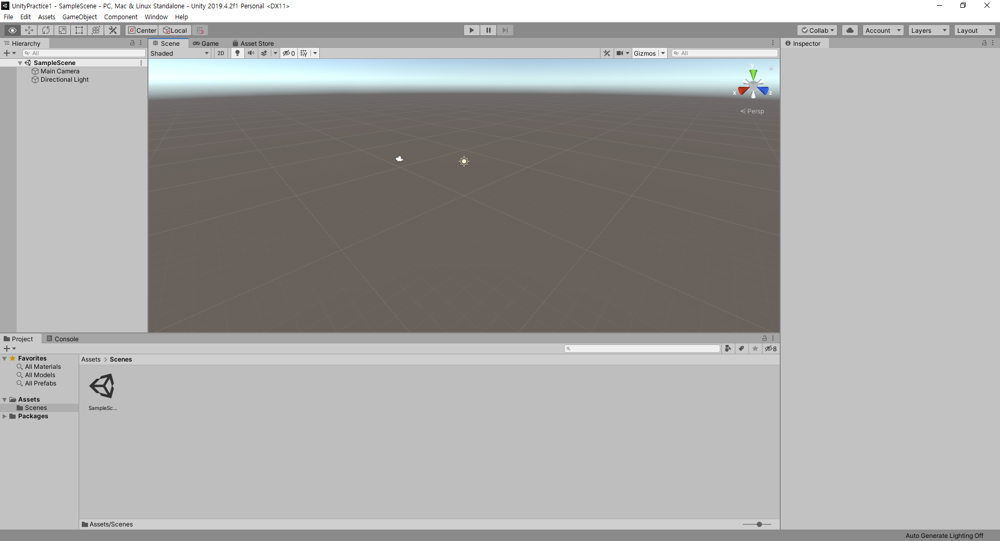 UnityPractice1 - SampleScene - PC, Mac & Linux Standalone - Unity 2019.4.2f1 Personal <DX11>
File Edit Assets GameObject Component Window Help
Center Local Collab Account Layers Layout
Hierarchy
All
SampleScene
Main Camera
Directional Light
Scene Game Asset Store
Shaded 2D 0 Gizmos All
y
x z
Persp
Inspector
Project Console
8
Favorites
All Materials
All Models
All Prefabs
Assets
Scenes
Packages
Assets > Scenes
SampleSc...
Assets/Scenes
Auto Generate Lighting Off